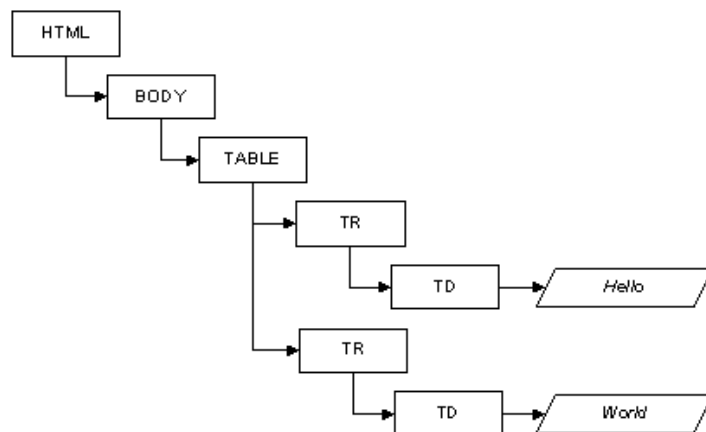 HTML
BODY
TABLE
TR
TD
Hello
TR
TD
World